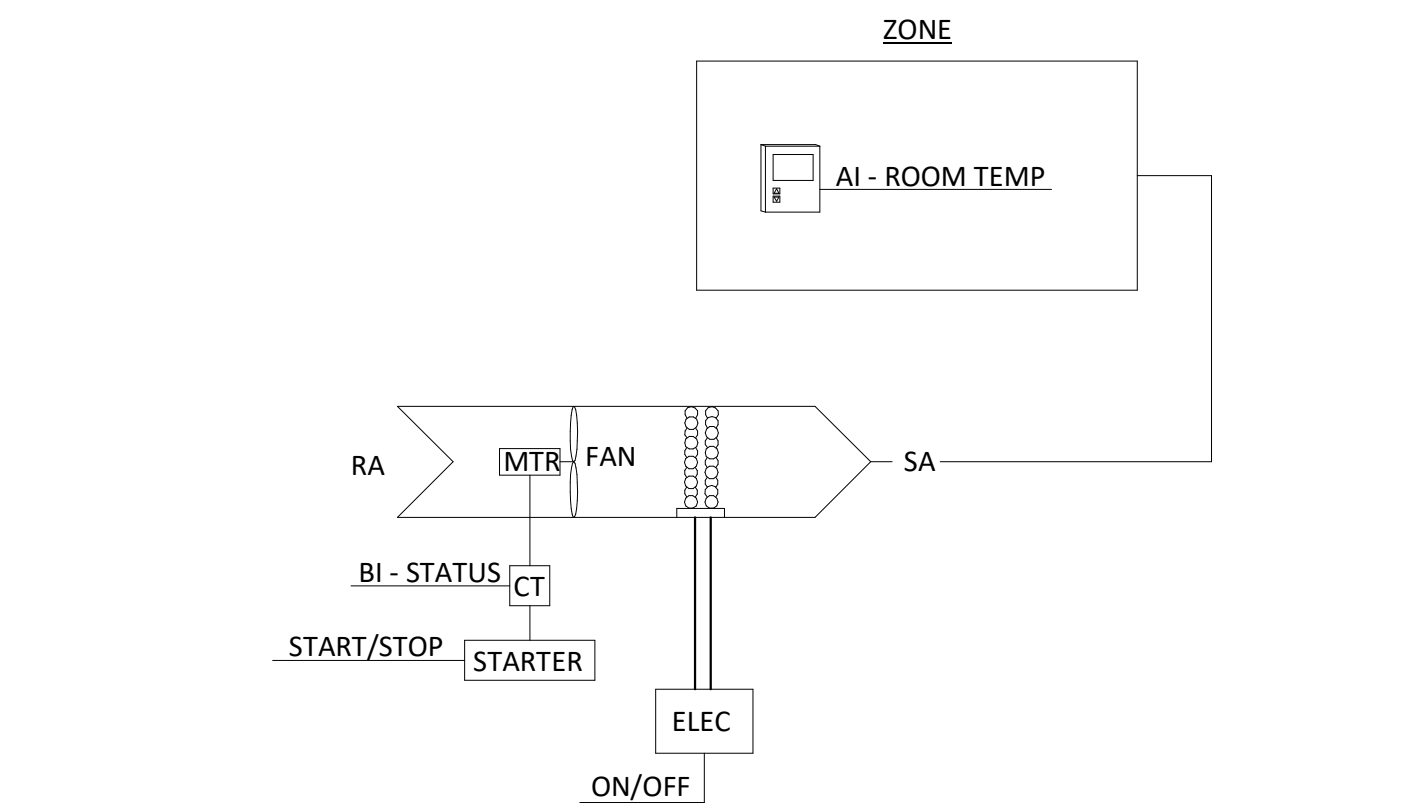 ZONE
AI - ROOM TEMP
RA
MTR
FAN
SA
BI - STATUS
CT
START/STOP
STARTER
ELEC
ON/OFF